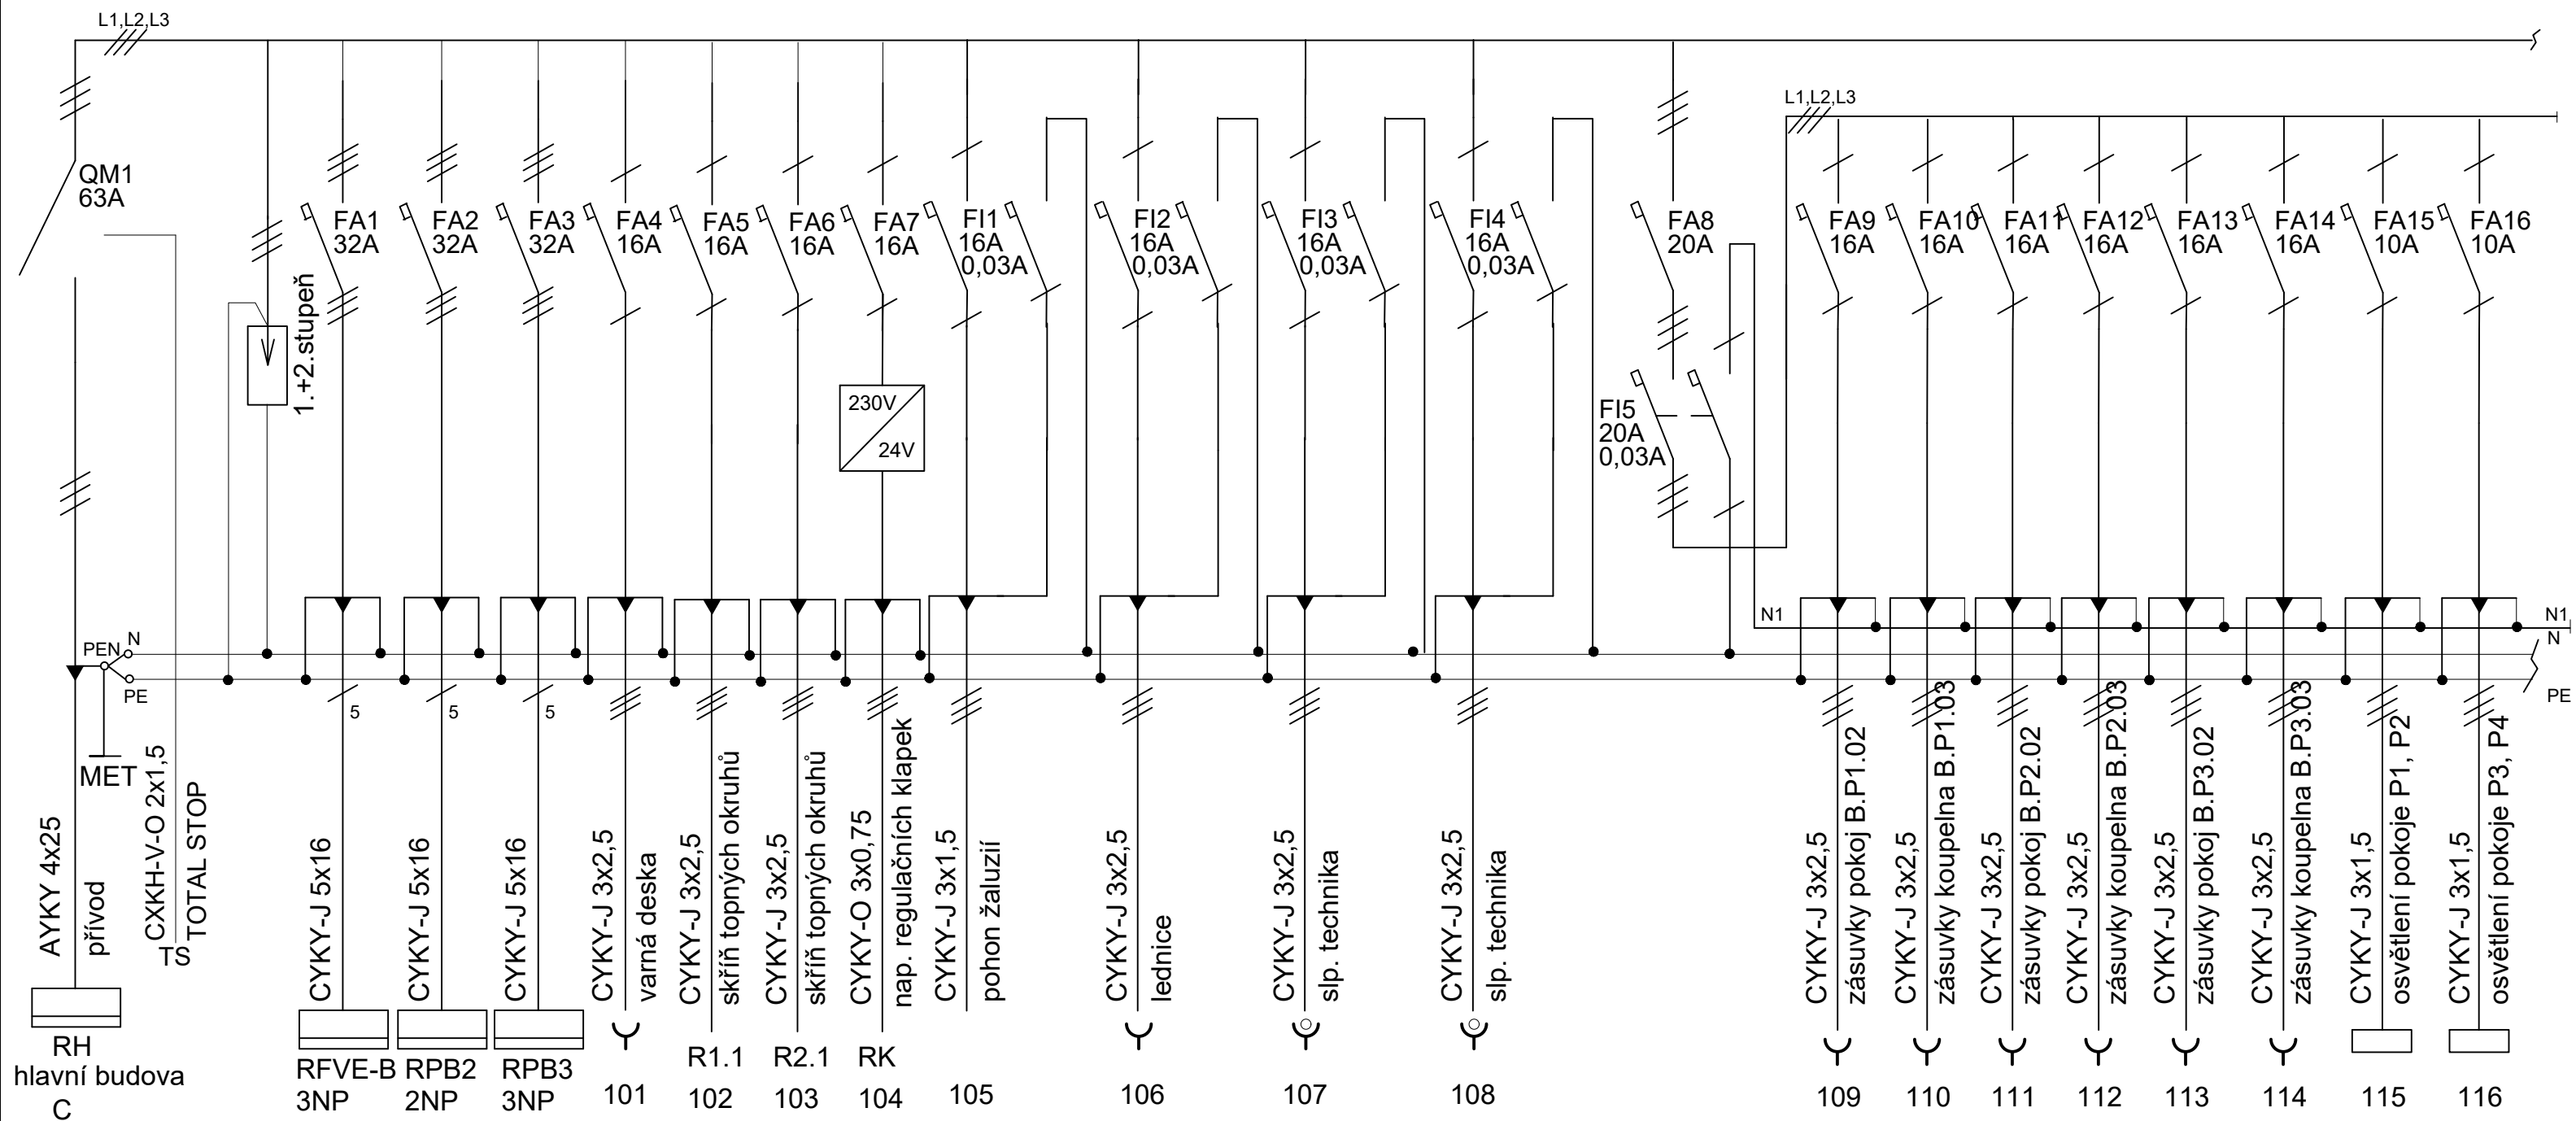 L1,L2,L3
L1,L2,L3
QM1
63A
1.+2.stupeň
FA1
32A
FA2
32A
FA3
32A
FA4
16A
FA5
16A
FA6
16A
FA7
16A
FI1
16A
0,03A
FI2
16A
0,03A
FI3
16A
0,03A
FI4
16A
0,03A
FA8
20A
FI5
20A
0,03A
FA9
16A
FA10
16A
FA11
16A
FA12
16A
FA13
16A
FA14
16A
FA15
10A
FA16
10A
230V
24V
N1
N1
N
PE
PEN
N
PE
5
5
5
MET
AYKY 4x25
přívod
CXKH-V-O 2x1,5
TOTAL STOP
TS
CYKY-J 5x16
CYKY-J 5x16
CYKY-J 5x16
CYKY-J 3x2,5
varná deska
CYKY-J 3x2,5
skříň topných okruhů
CYKY-J 3x2,5
skříň topných okruhů
CYKY-O 3x0,75
nap. regulačních klapek
CYKY-J 3x1,5
pohon žaluzií
CYKY-J 3x2,5
lednice
CYKY-J 3x2,5
slp. technika
CYKY-J 3x2,5
slp. technika
CYKY-J 3x2,5
zásuvky pokoj B.P1.02
CYKY-J 3x2,5
zásuvky koupelna B.P1.03
CYKY-J 3x2,5
zásuvky pokoj B.P2.02
CYKY-J 3x2,5
zásuvky koupelna B.P2.03
CYKY-J 3x2,5
zásuvky pokoj B.P3.02
CYKY-J 3x2,5
zásuvky koupelna B.P3.03
CYKY-J 3x1,5
osvětlení pokoje P1, P2
CYKY-J 3x1,5
osvětlení pokoje P3, P4
RH
hlavní budova
C
RFVE-B
3NP
RPB2
2NP
RPB3
3NP
101
R1.1
102
R2.1
103
RK
104
105
106
107
108
109
110
111
112
113
114
115
116